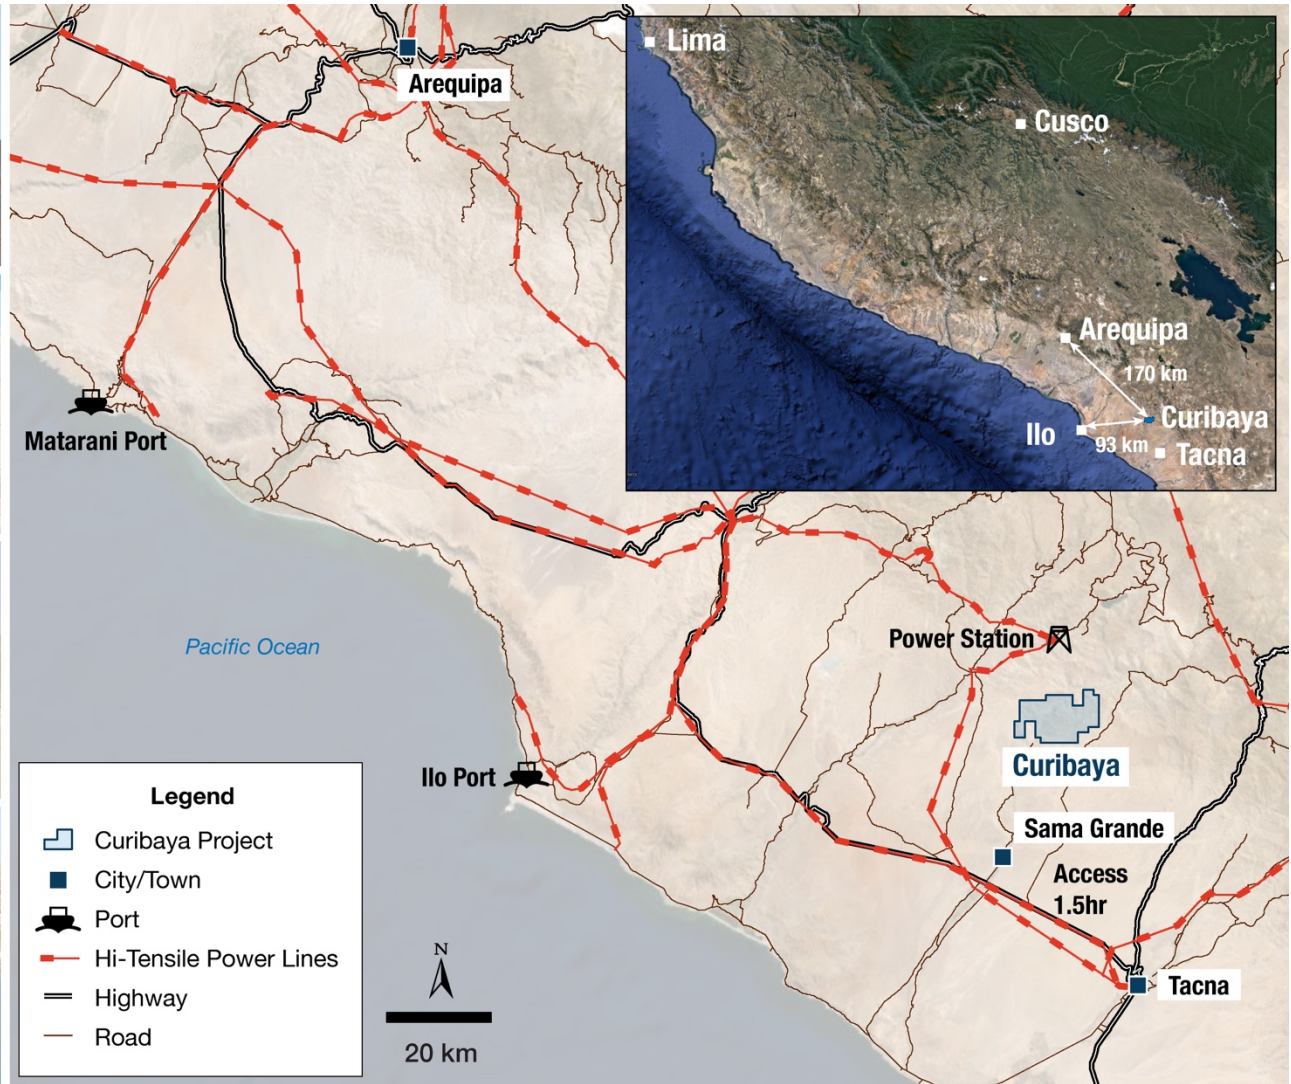 Arequipa
Lima
Cusco
Arequipa
170 km
Curibaya
Ilo
93 km
Tacna
Matarani Port
Pacific Ocean
Power Station
Curibaya
Ilo Port
Sama Grande
Access
1.5hr
Tacna
Legend
Curibaya Project
City/Town
Port
Hi-Tensile Power Lines
Highway
Road
N
20 km